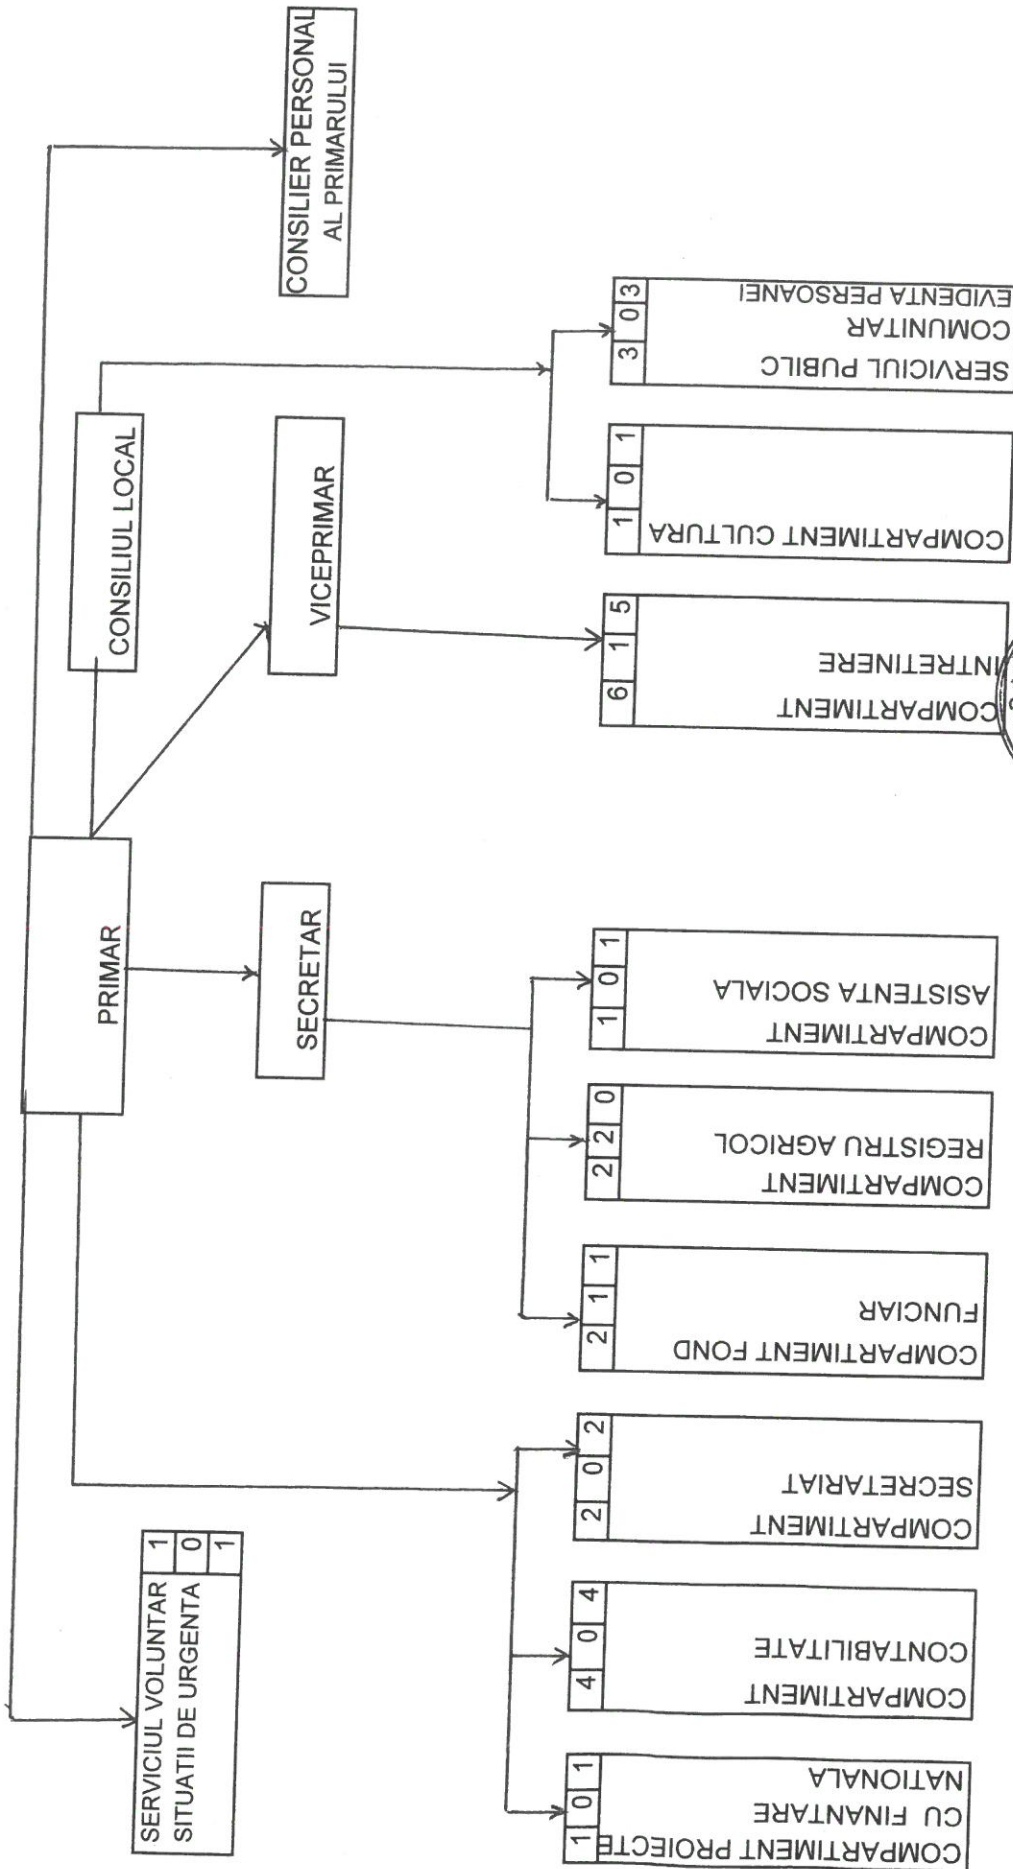 PRIMAR
CONSILIUL LOCAL
CONSILIER PERSONAL
AL PRIMARULUI
SECRETAR
VICEPRIMAR
SERVICIUL VOLUNTAR
SITUATII DE URGENTA
1
0
1
COMPARTIMENT PROIECTE
CU FINANTARE
NATIONALA
1 0 1
COMPARTIMENT
CONTABILITATE
4 0 4
COMPARTIMENT
SECRETARIAT
2 0 2
COMPARTIMENT FOND
FUNCIAR
2 1 1
COMPARTIMENT
REGISTRU AGRICOL
2 2 0
COMPARTIMENT
ASISTENTA SOCIALA
1 0 1
COMPARTIMENT
INTRETINERE
6 1 5
COMPARTIMENT CULTURA
1 0 1
SERVICIUL PUBILC
COMUNITAR
EVIDENTA PERSOANEI
3 0 3